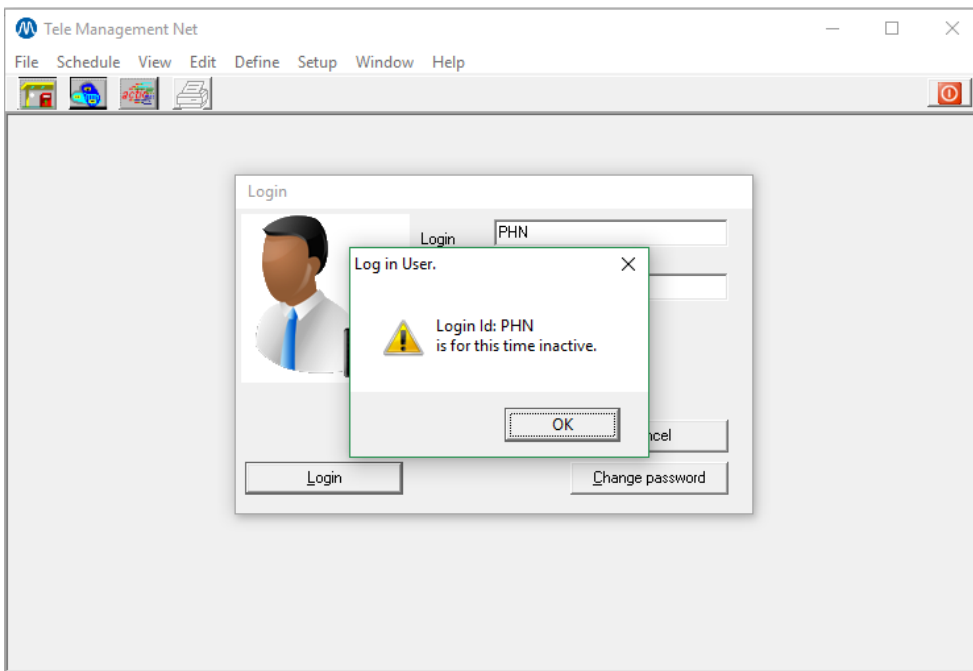 Tele Management Net
File Schedule View Edit Define Setup Window Help
Login
Login PHN
Log in User.
Login Id: PHN
is for this time inactive.
OK
ncel
Login
Change password